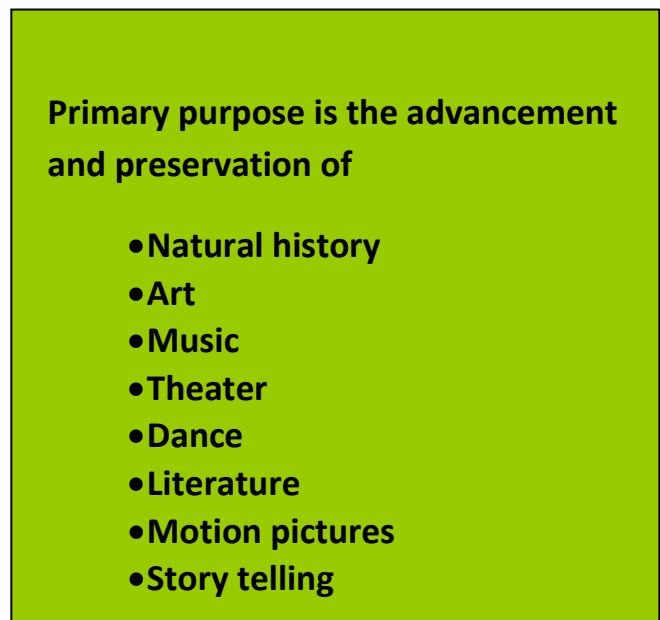 Primary purpose is the advancement
and preservation of
•Natural history
•Art
•Music
•Theater
•Dance
•Literature
•Motion pictures
•Story telling